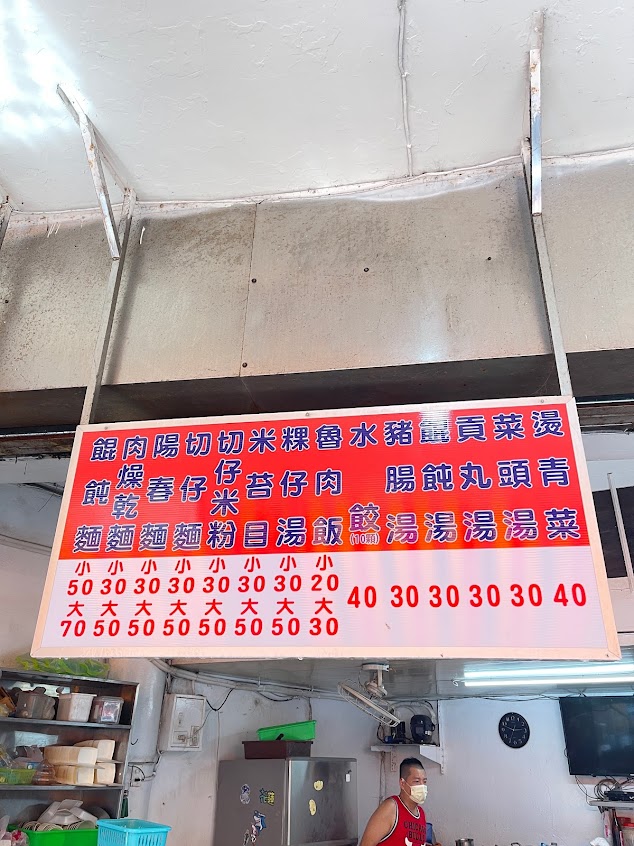 餛飩麵 小50 大70
肉燥乾麵 小30 大50
陽春麵 小30 大50
切仔麵 小30 大50
切仔米粉 小30 大50
米苔目 小30 大50
粿仔湯 小30 大50
魯肉飯 小20 大30
水餃(10顆) 40
豬腸湯 30
餛飩湯 30
貢丸湯 30
菜頭湯 30
燙青菜 40